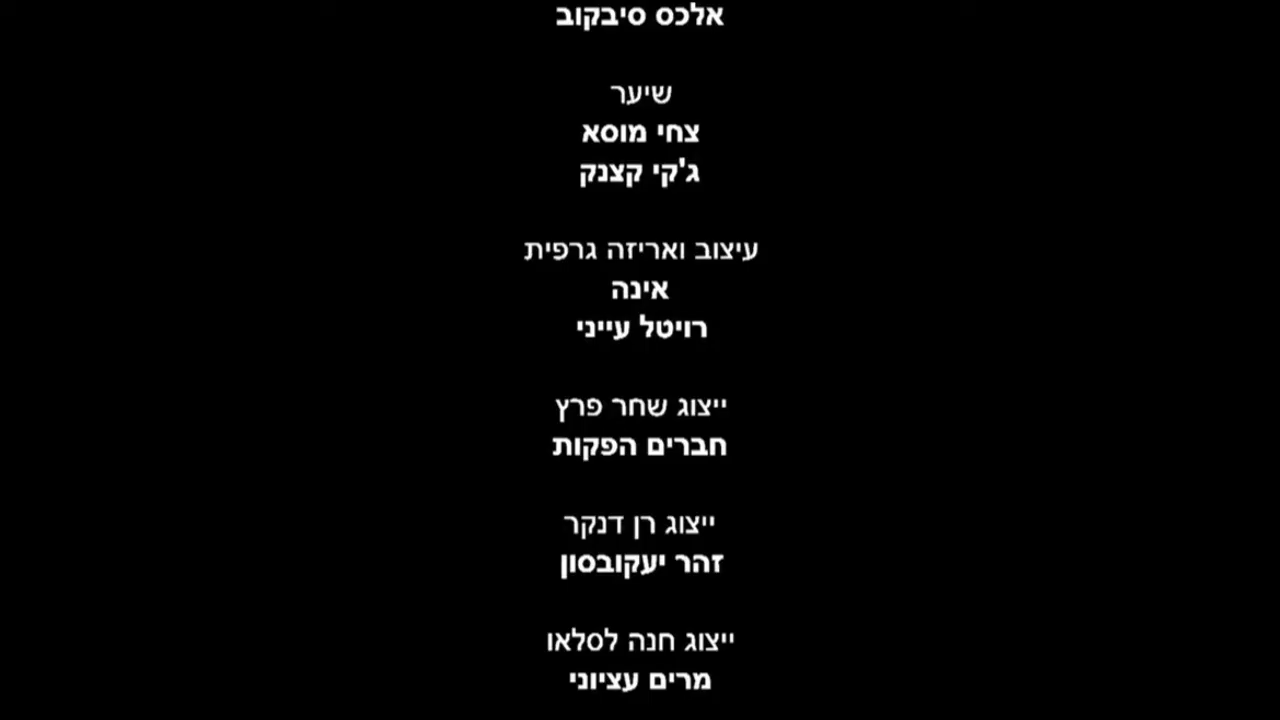 אלכס סיבקוב
שיער
צחי מוסא
ג'קי קצנק
עיצוב ואריזה גרפית
אינה
רויטל עייני
ייצוג שחר פרץ
חברים הפקות
ייצוג רן דנקר
זהר יעקובסון
ייצוג חנה לסלאו
מרים עציוני